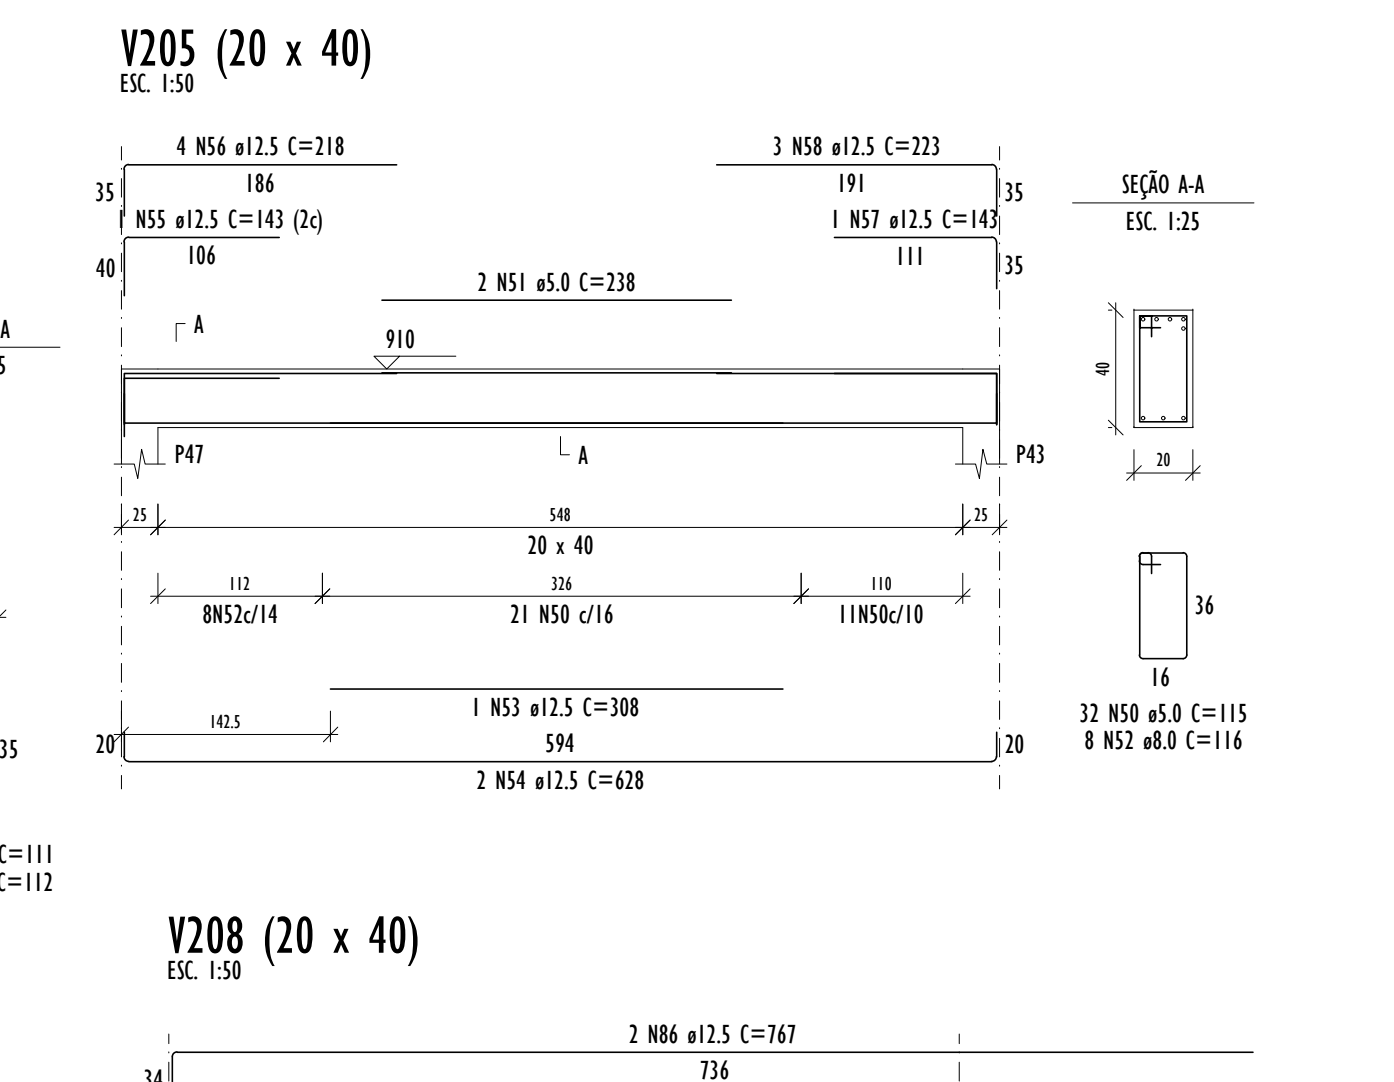 V205 (20 x 40)
ESC. 1:50
4 N56 ø12.5 C=218
3 N58 ø12.5 C=223
186
191
35
35
SEÇÃO A-A
ESC. 1:25
1 N55 ø12.5 C=143 (2c)
1 N57 ø12.5 C=143
106
111
40
35
2 N51 ø5.0 C=238
A
A
5
910
40
P47
A
P43
20
25
548
25
20 x 40
112
326
110
8N52c/14
21 N50 c/16
11N50c/10
36
16
1 N53 ø12.5 C=308
32 N50 ø5.0 C=115
8 N52 ø8.0 C=116
142.5
594
20
20
35
2 N54 ø12.5 C=628
C=111
C=112
V208 (20 x 40)
ESC. 1:50
2 N86 ø12.5 C=767
736
34